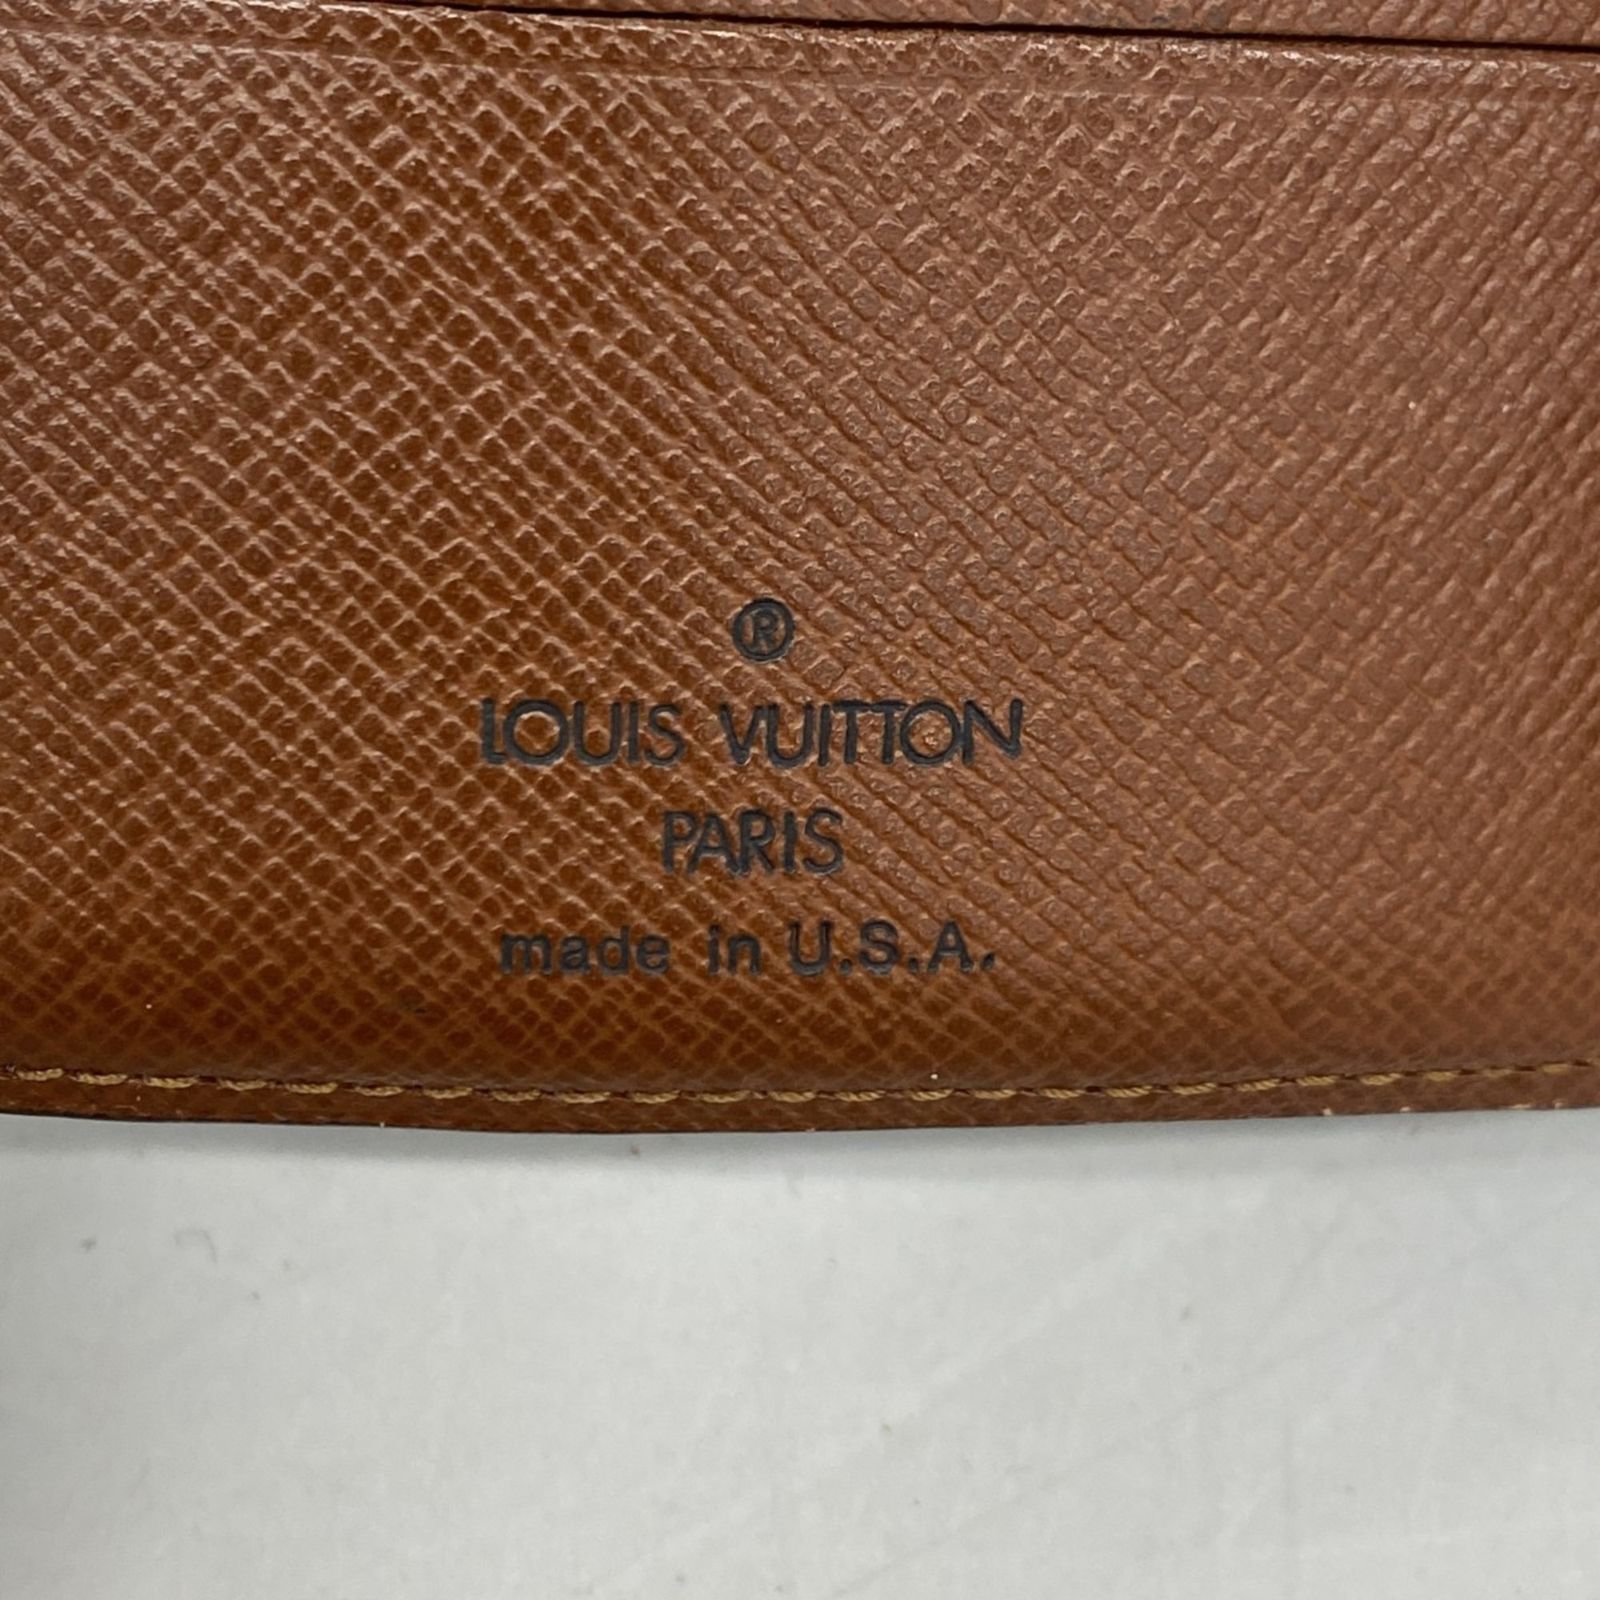 ®
LOUIS VUITTON
PARIS
made in U.S.A.